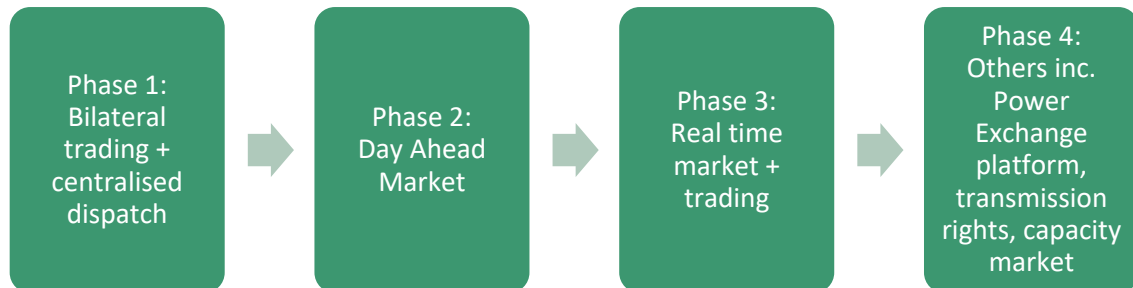 Phase 1:
Bilateral
trading +
centralised
dispatch
Phase 2:
Day Ahead
Market
Phase 3:
Real time
market +
trading
Phase 4:
Others inc.
Power
Exchange
platform,
transmission
rights, capacity
market